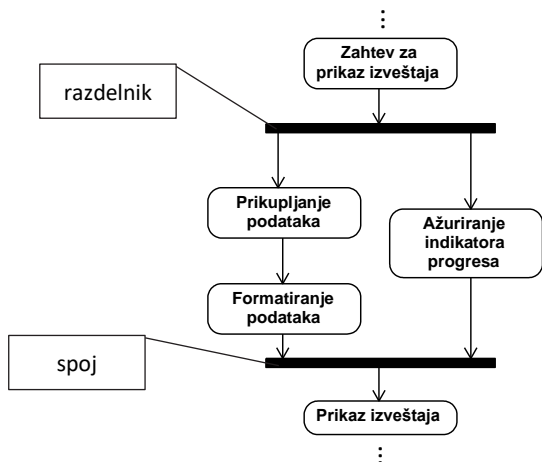 Zahtev za
prikaz izveštaja
razdelnik
Prikupljanje
podataka
Ažuriranje
indikatora
progresa
Formatiranje
podataka
spoj
Prikaz izveštaja